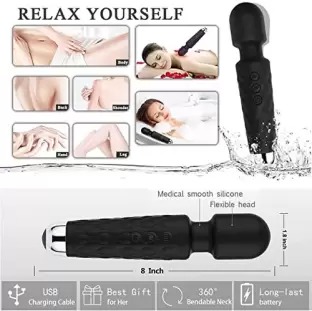 RELAX YOURSELF
Body
Back
Shoulder
Hand
Leg
Medical smooth silicone
Flexible head
1.8 Inch
8 Inch
USB
Charging Cable
Best Gift
for Her
360°
Bendable Neck
Long-last
battery